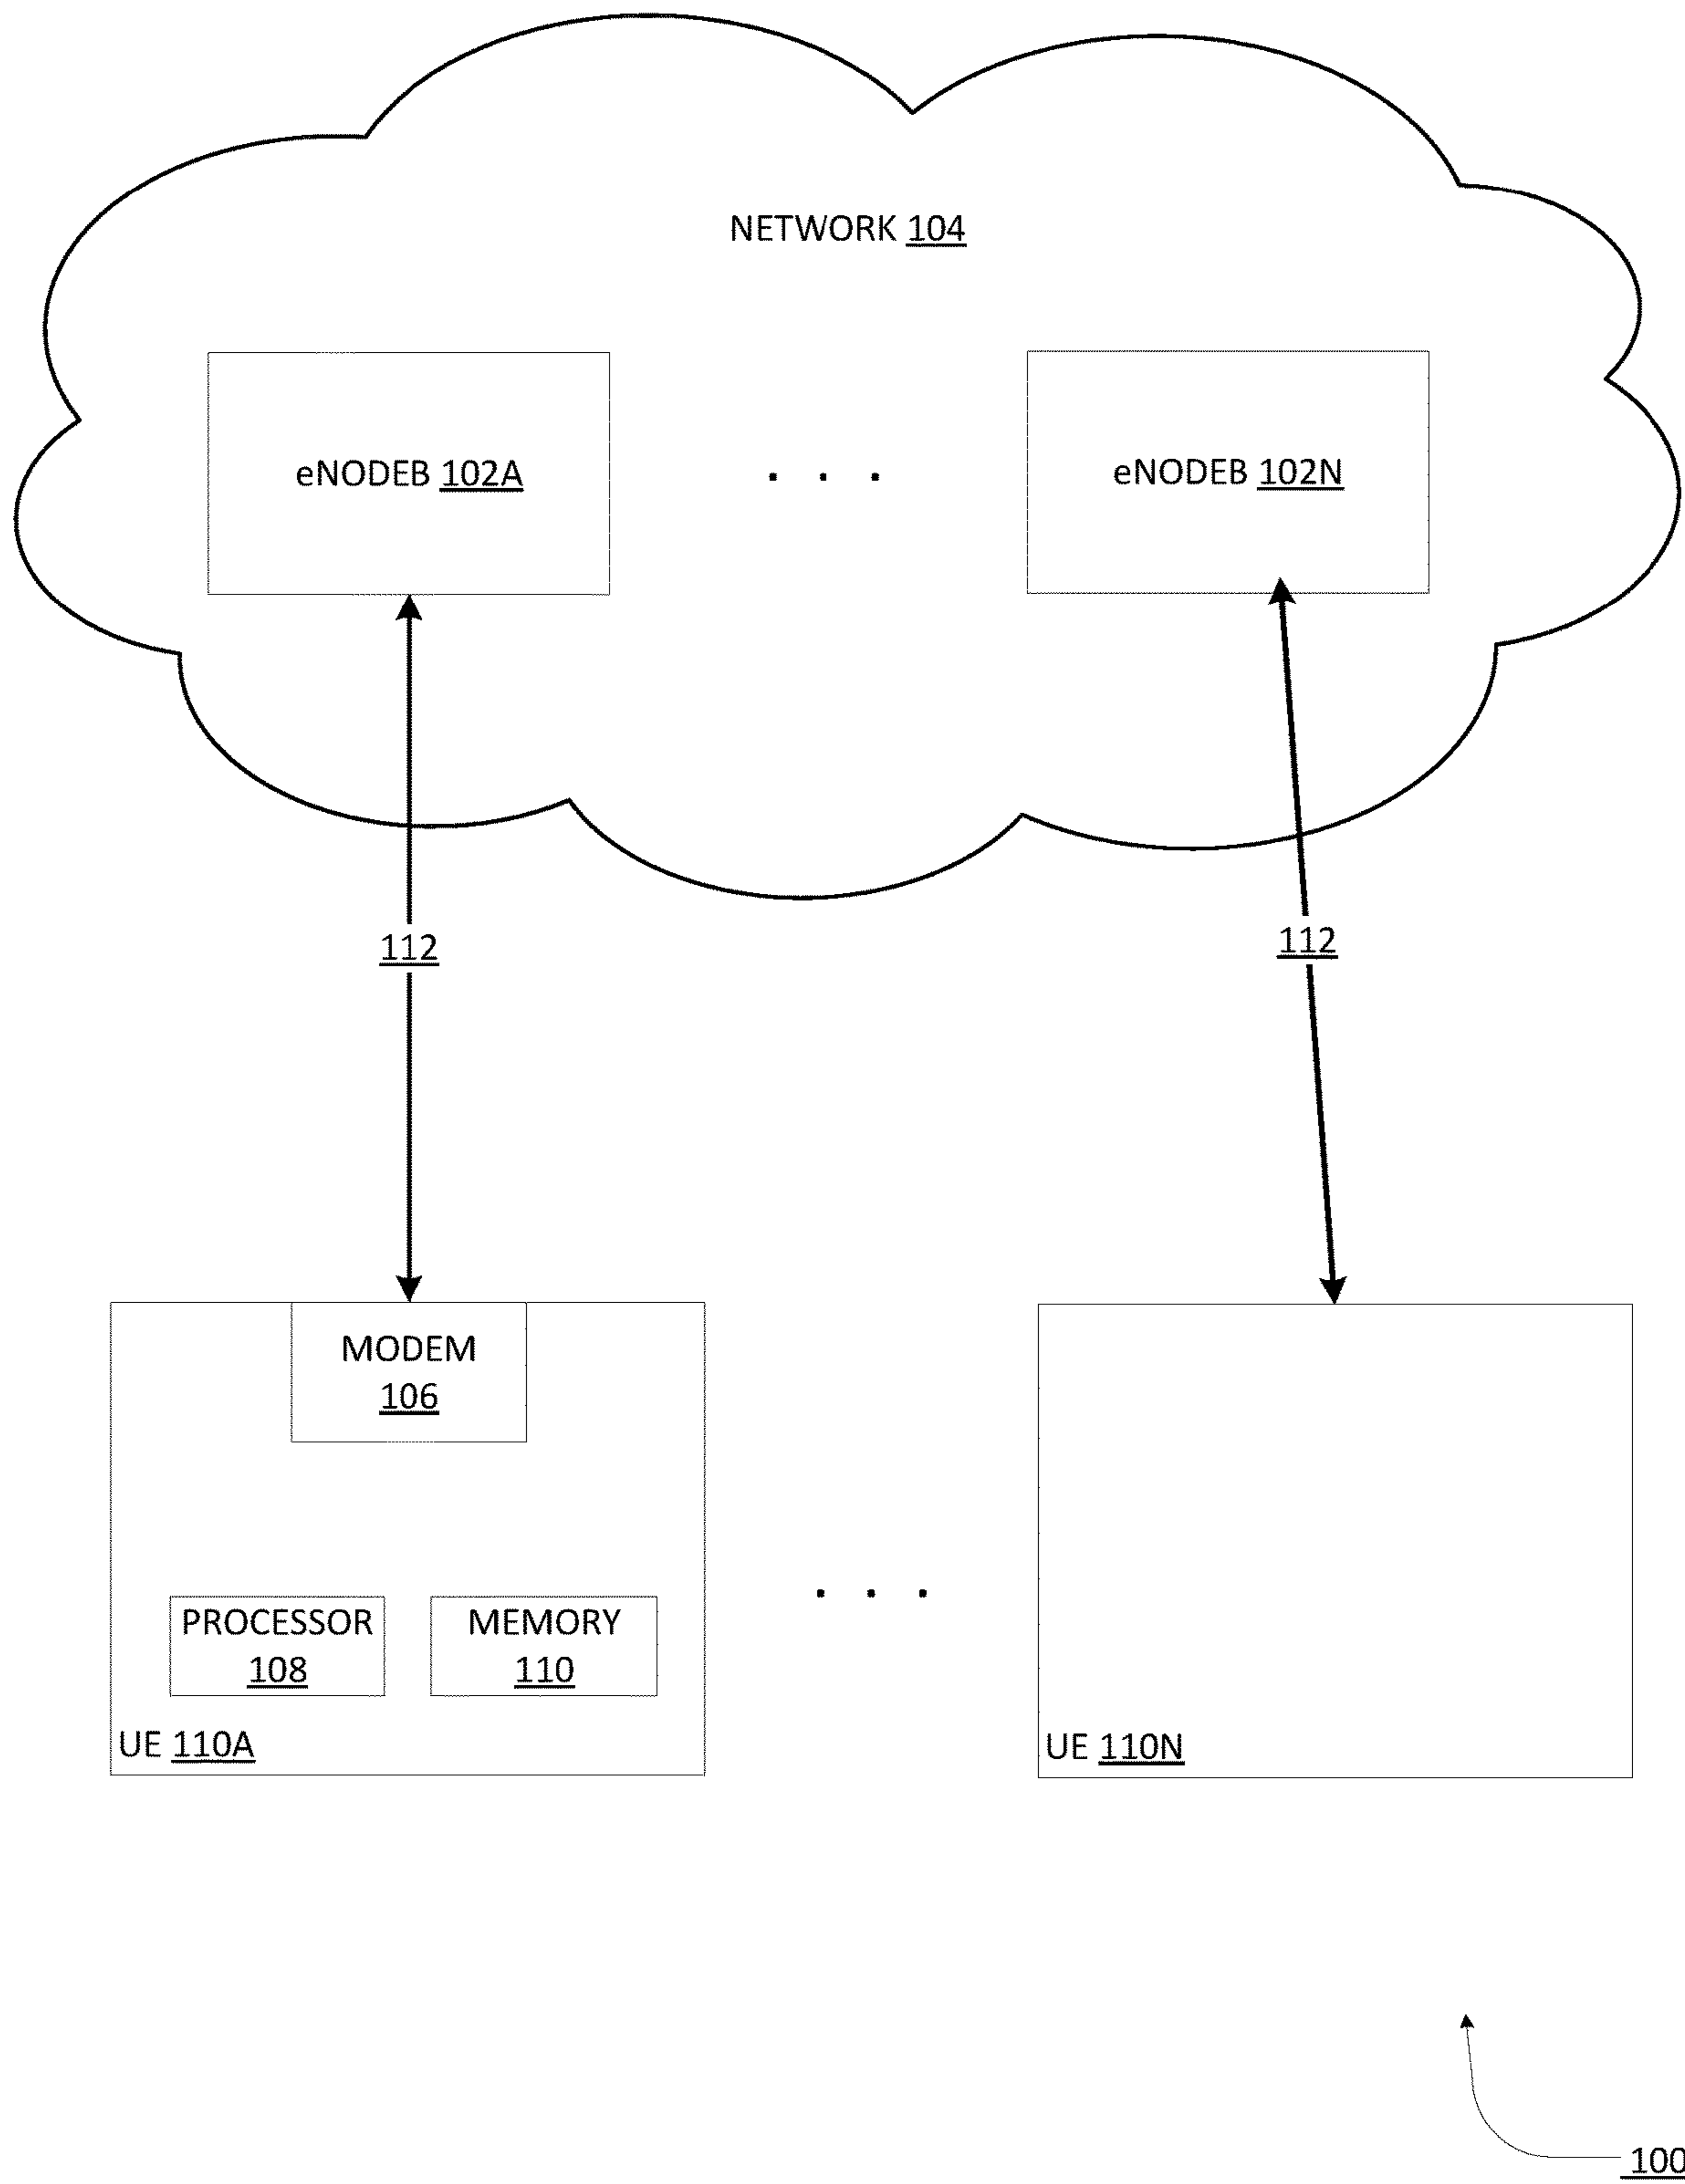 NETWORK 104
eNODEB 102A
. . .
eNODEB 102N
112
112
MODEM
106
PROCESSOR
108
MEMORY
110
. . .
UE 110A
UE 110N
100